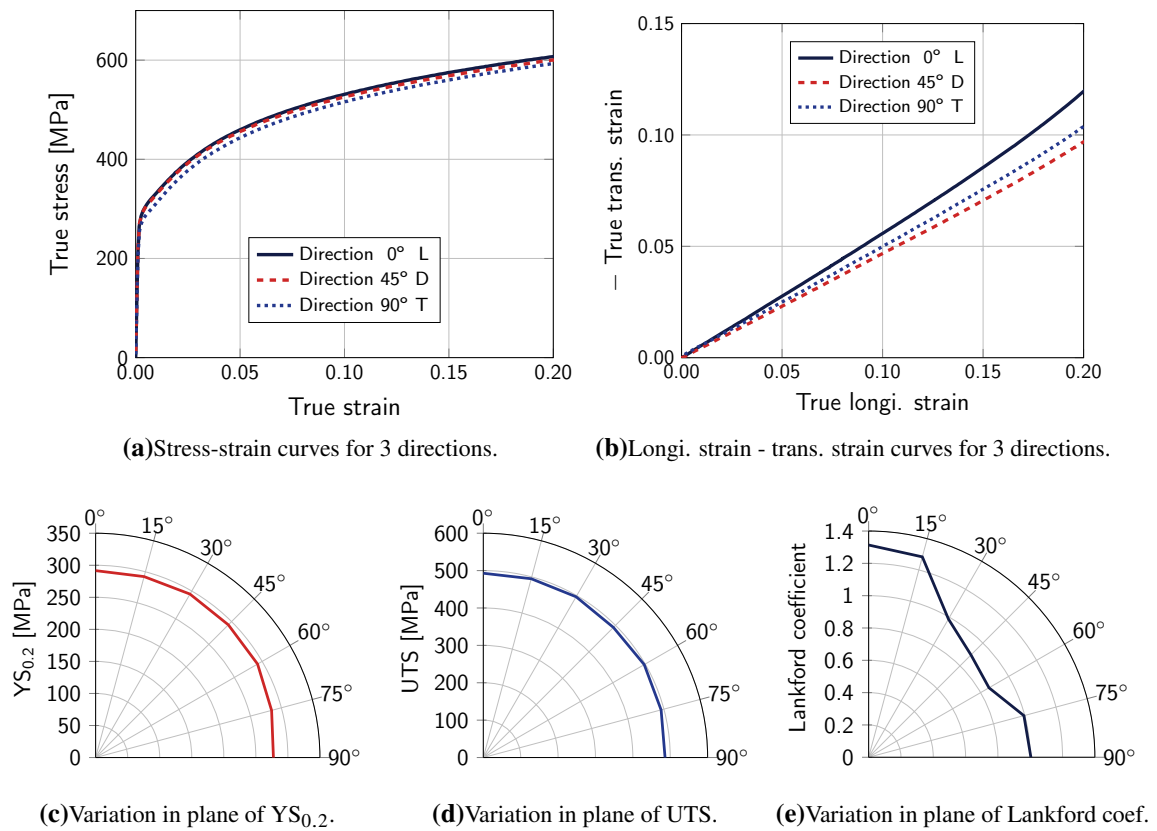 600
400
200
0
0.00 0.05 0.10 0.15 0.20
True stress [MPa]
True strain
Direction 0° L
Direction 45° D
Direction 90° T
0.15
0.10
0.05
0.00
0.00 0.05 0.10 0.15 0.20
− True trans. strain
True longi. strain
Direction 0° L
Direction 45° D
Direction 90° T
(a)Stress-strain curves for 3 directions.
(b)Longi. strain - trans. strain curves for 3 directions.
350
300
250
200
150
100
50
0
YS0.2 [MPa]
0°
15°
30°
45°
60°
75°
90°
600
500
400
300
200
100
0
UTS [MPa]
0°
15°
30°
45°
60°
75°
90°
1.4
1.2
1
0.8
0.6
0.4
0.2
0
Lankford coefficient
0°
15°
30°
45°
60°
75°
90°
(c)Variation in plane of YS0.2.
(d)Variation in plane of UTS.
(e)Variation in plane of Lankford coef.